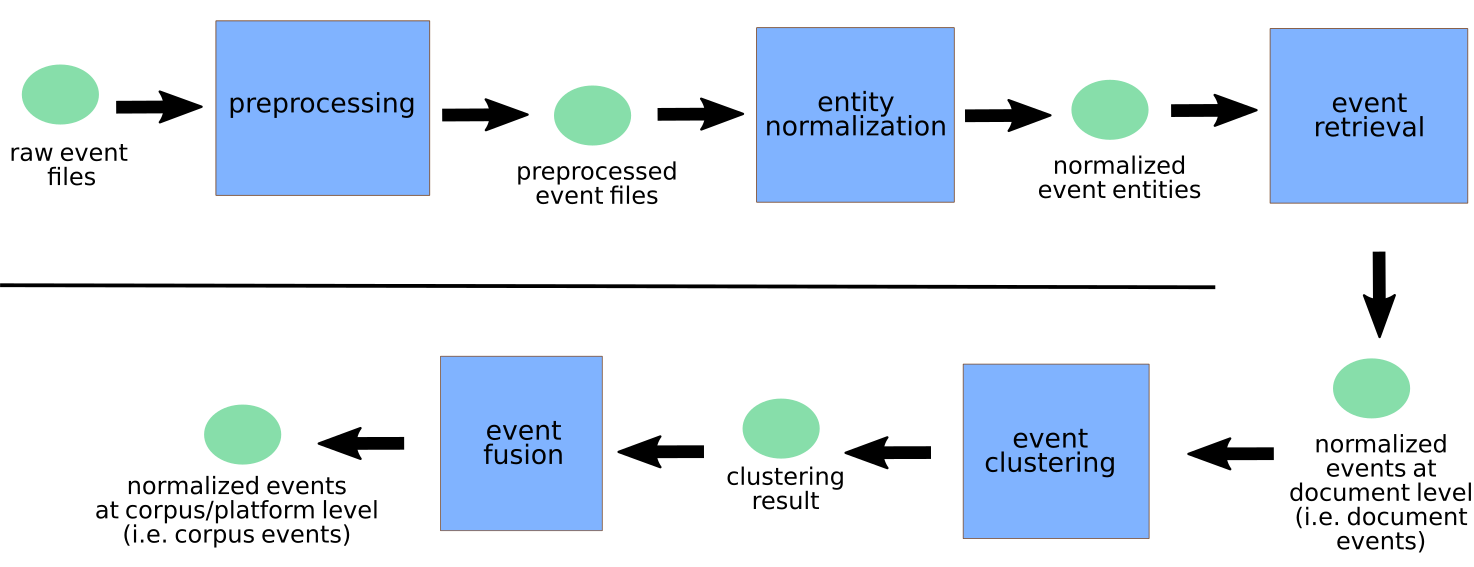 raw event
files
preprocessing
preprocessed
event files
entity
normalization
normalized
event entities
event
retrieval
normalized
events at
document level
(i.e. document
events)
event
clustering
clustering
result
event
fusion
normalized events
at corpus/platform level
(i.e. corpus events)